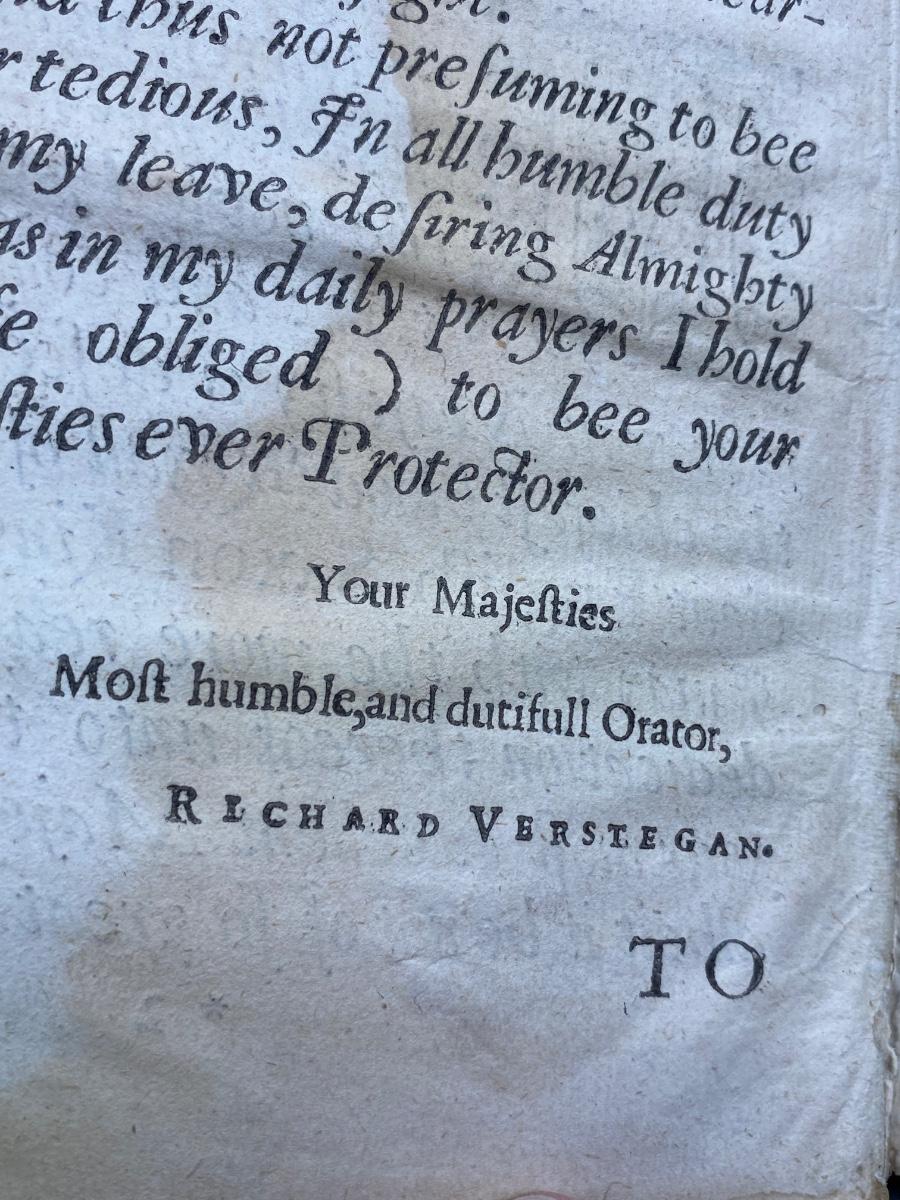 thus not preſuming to bee
tedious, In all humble duty
my leave, deſiring Almighty
as in my daily prayers I hold
obliged ) to bee your
ſties ever Protector.
Your Majeſties
Moſt humble,and dutifull Orator,
RICHARD VERSTEGAN.
TO